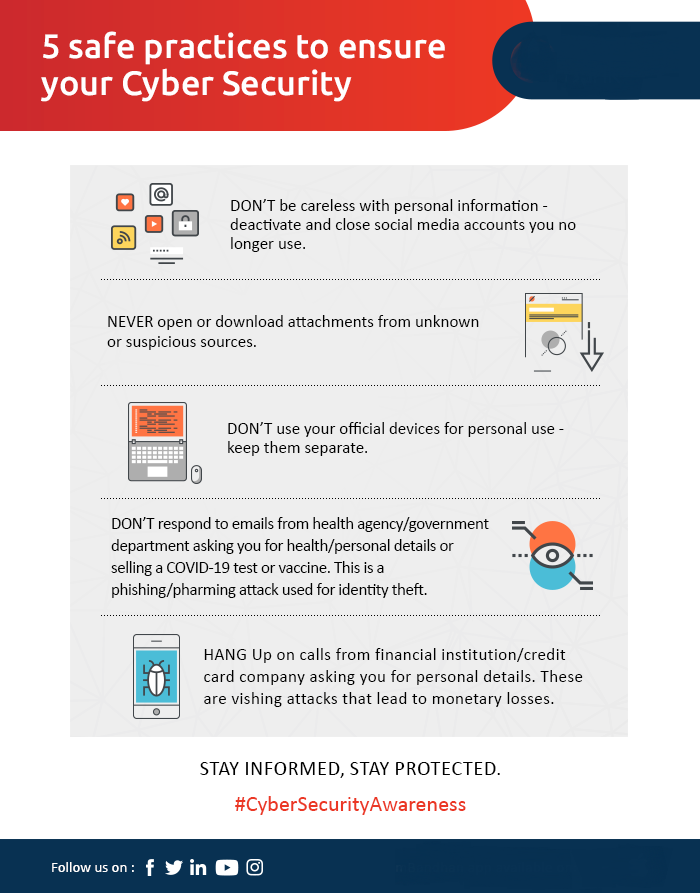 5 safe practices to ensure
your Cyber Security
DON'T be careless with personal information -
deactivate and close social media accounts you no
longer use.
NEVER open or download attachments from unknown
or suspicious sources.
DON'T use your official devices for personal use -
keep them separate.
DON'T respond to emails from health agency/government
department asking you for health/personal details or
selling a COVID-19 test or vaccine. This is a
phishing/pharming attack used for identity theft.
HANG Up on calls from financial institution/credit
card company asking you for personal details. These
are vishing attacks that lead to monetary losses.
STAY INFORMED, STAY PROTECTED.
#CyberSecurityAwareness
Follow us on :